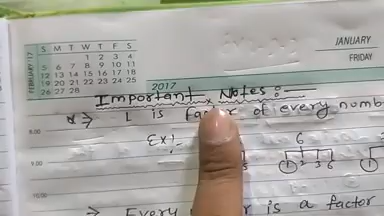 JANUARY
FRIDAY
FEBRUARY '17
S M T W T F S
1 2 3 4
5 6 7 8 9 10 11
12 13 14 15 16 17 18
19 20 21 22 23 24 25
26 27 28
2017
Important Notes :-
1 is of every numb
8.00
Ex:-
6
9.00
1 2 3 6
10.00
Every is a factor